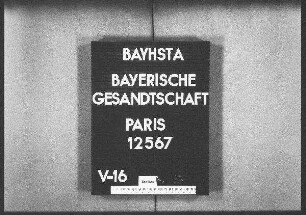 BAYHSTA
BAYERISCHE
GESANDTSCHAFT
PARIS
12567
V-16